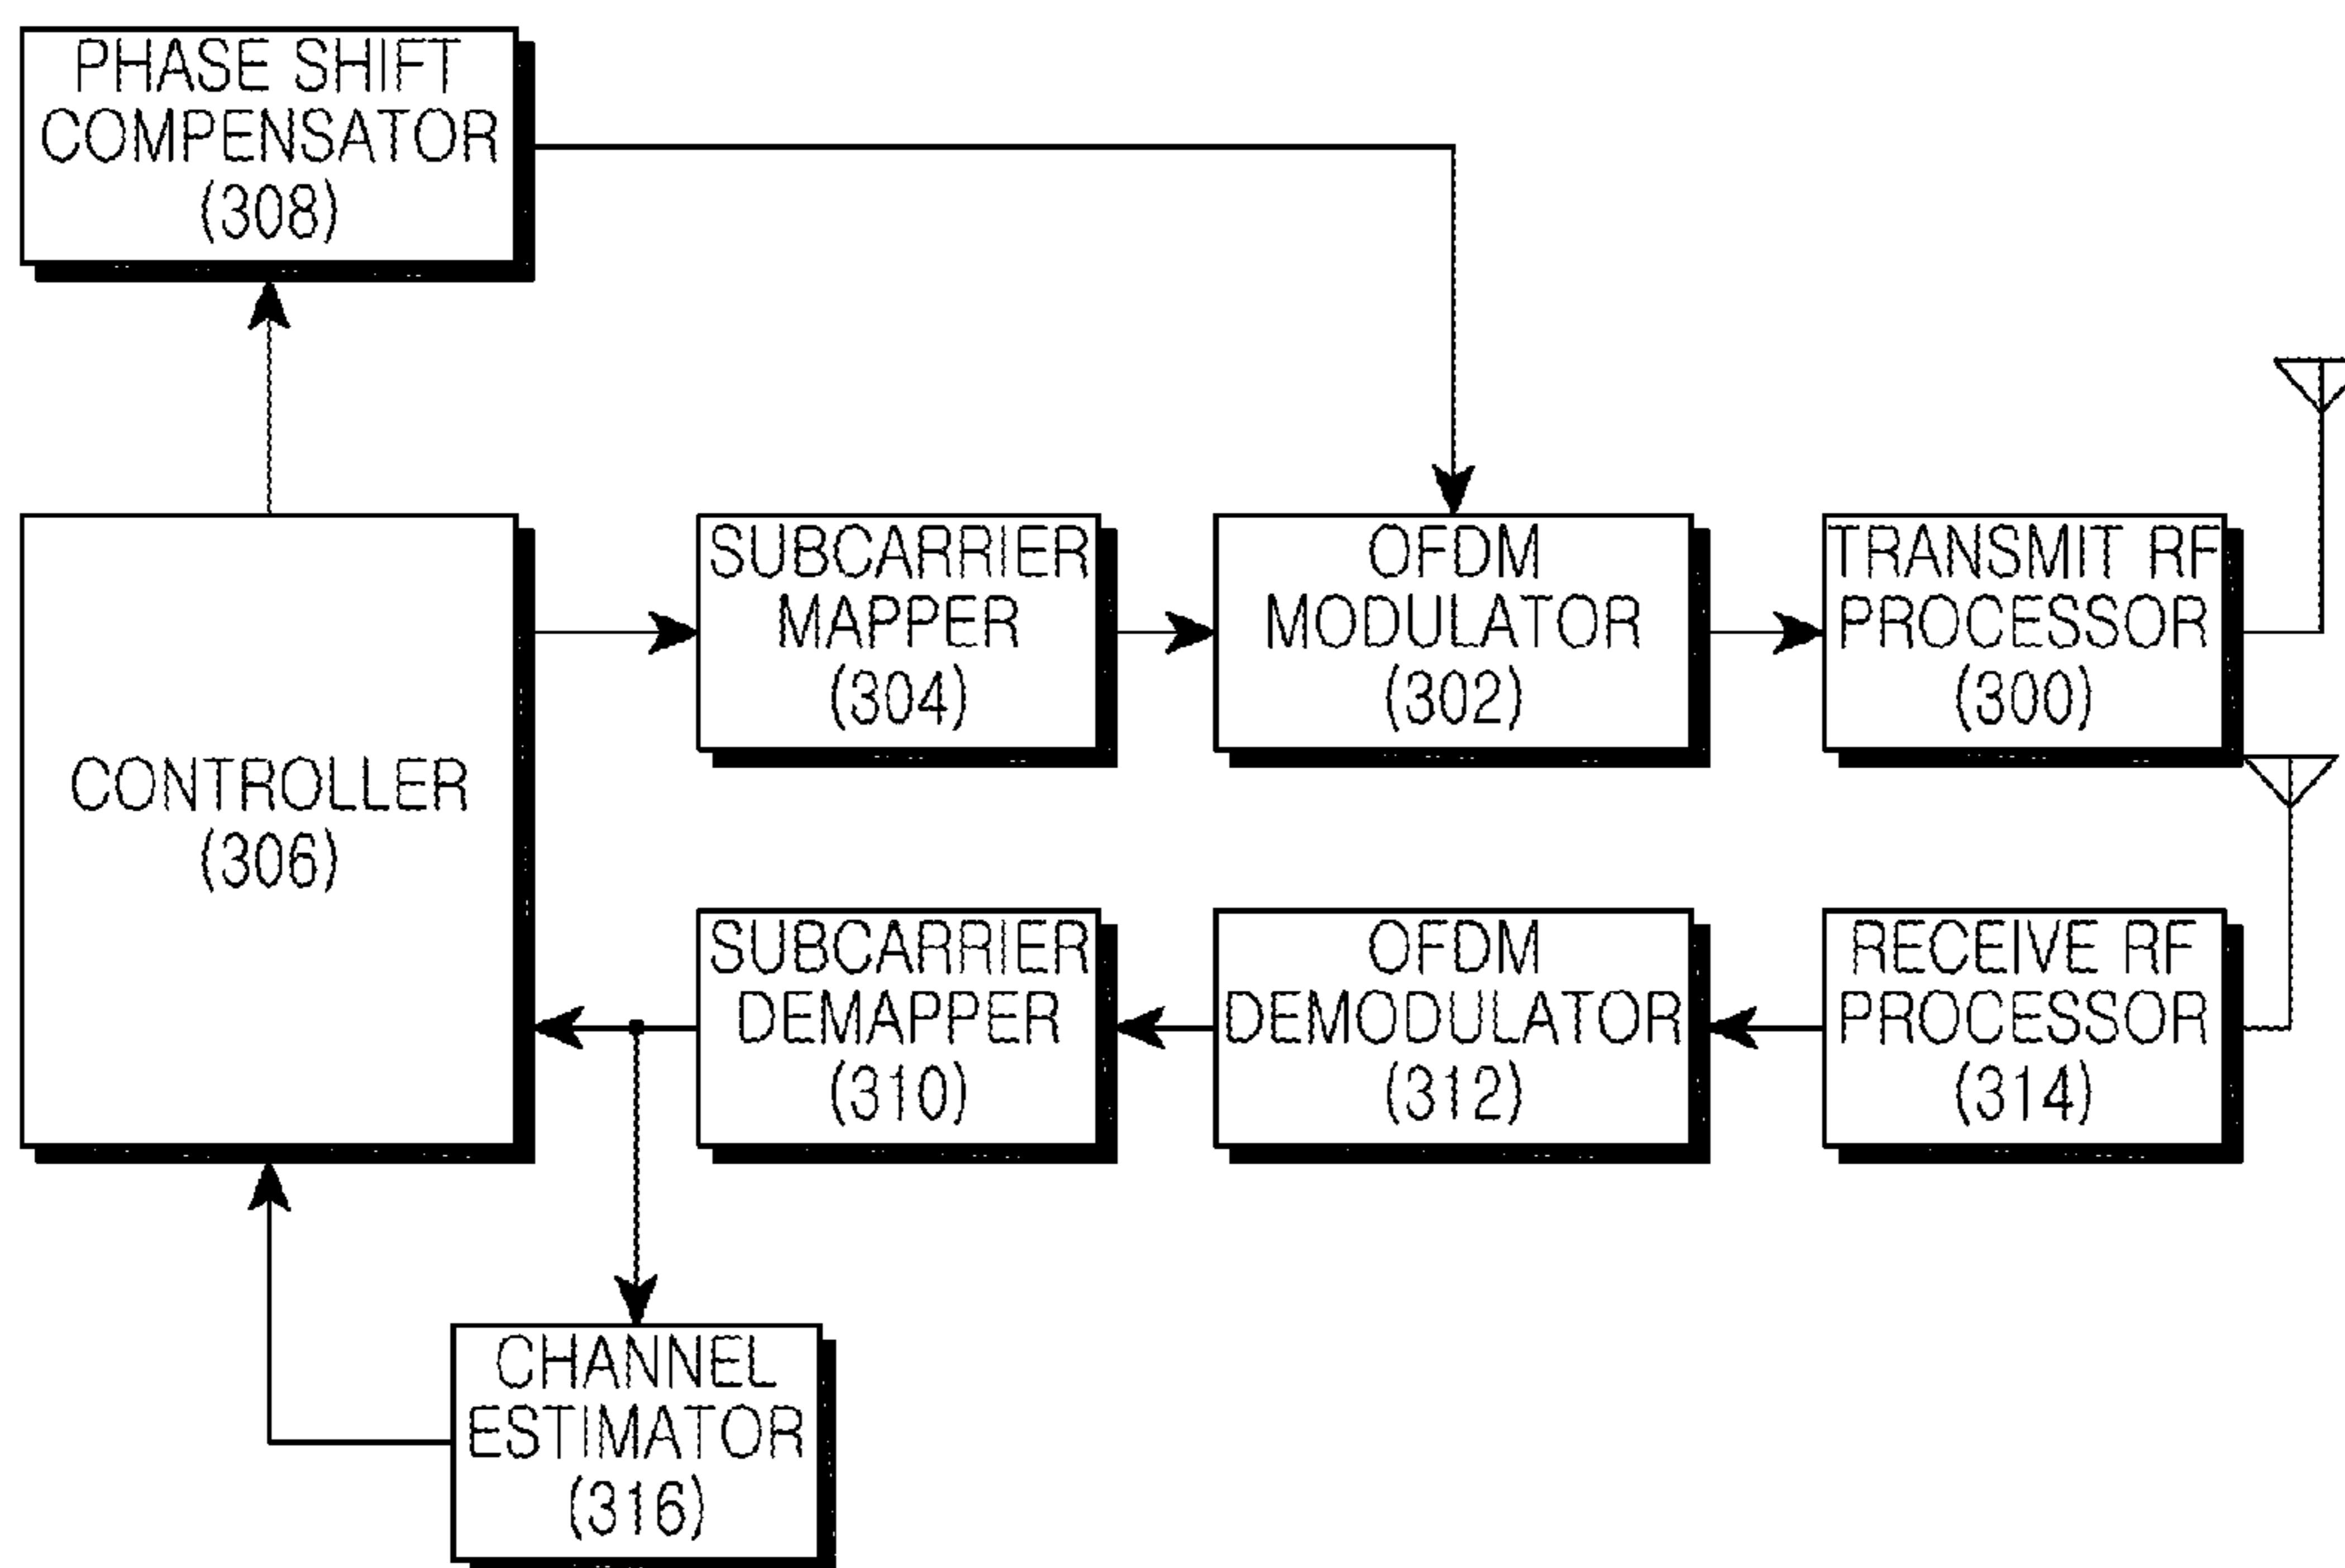 PHASE SHIFT
COMPENSATOR
(308)
CONTROLLER
(306)
SUBCARRIER
MAPPER
(304)
OFDM
MODULATOR
(302)
TRANSMIT RF
PROCESSOR
(300)
SUBCARRIER
DEMAPPER
(310)
OFDM
DEMODULATOR
(312)
RECEIVE RF
PROCESSOR
(314)
CHANNEL
ESTIMATOR
(316)